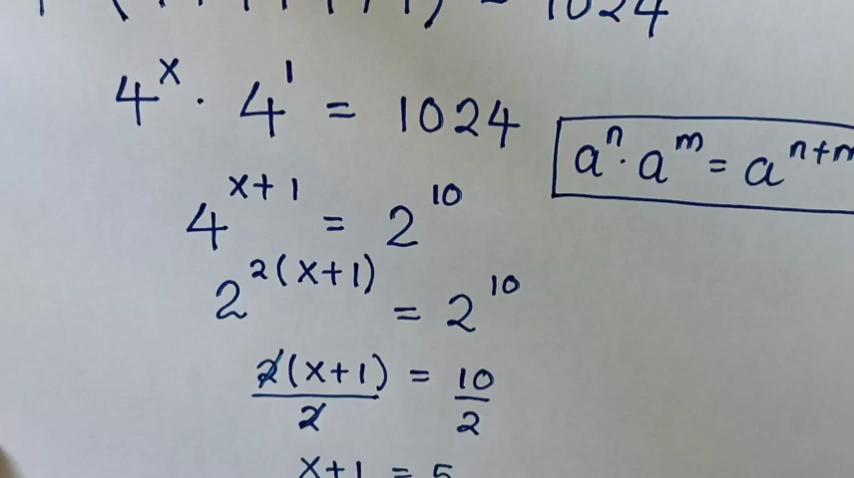 1024
4^x · 4^1 = 1024
a^n · a^m = a^{n+m}
4^{x+1} = 2^{10}
2^{2(x+1)} = 2^{10}
2(x+1)/2 = 10/2
x+1 = 5